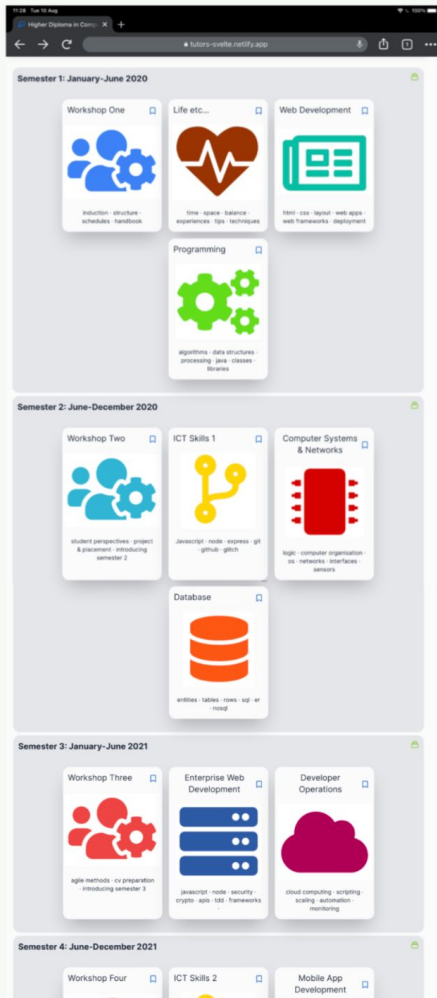 11:28 Tue 10 Aug
100%
Higher Diploma in Comp
tutors-svelte.netlify.app
Semester 1: January-June 2020
Workshop One
induction · structure ·
schedules · handbook
Life etc...
time · space · balance ·
experiences · tips · techniques
Web Development
html · css · layout · web apps ·
web frameworks · deployment
Programming
algorithms · data structures ·
processing · java · classes ·
libraries
Semester 2: June-December 2020
Workshop Two
student perspectives · project
& placement · introducing
semester 2
ICT Skills 1
Javascript · node · express · git
· github · glitch
Computer Systems
& Networks
logic · computer organisation ·
os · networks · interfaces ·
sensors
Database
entities · tables · rows · sql · er
· nosql
Semester 3: January-June 2021
Workshop Three
agile methods · cv preparation
· introducing semester 3
Enterprise Web
Development
javascript · node · security ·
crypto · apis · tdd · frameworks
·
Developer
Operations
cloud computing · scripting ·
scaling · automation ·
monitoring
Semester 4: June-December 2021
Workshop Four
ICT Skills 2
Mobile App
Development